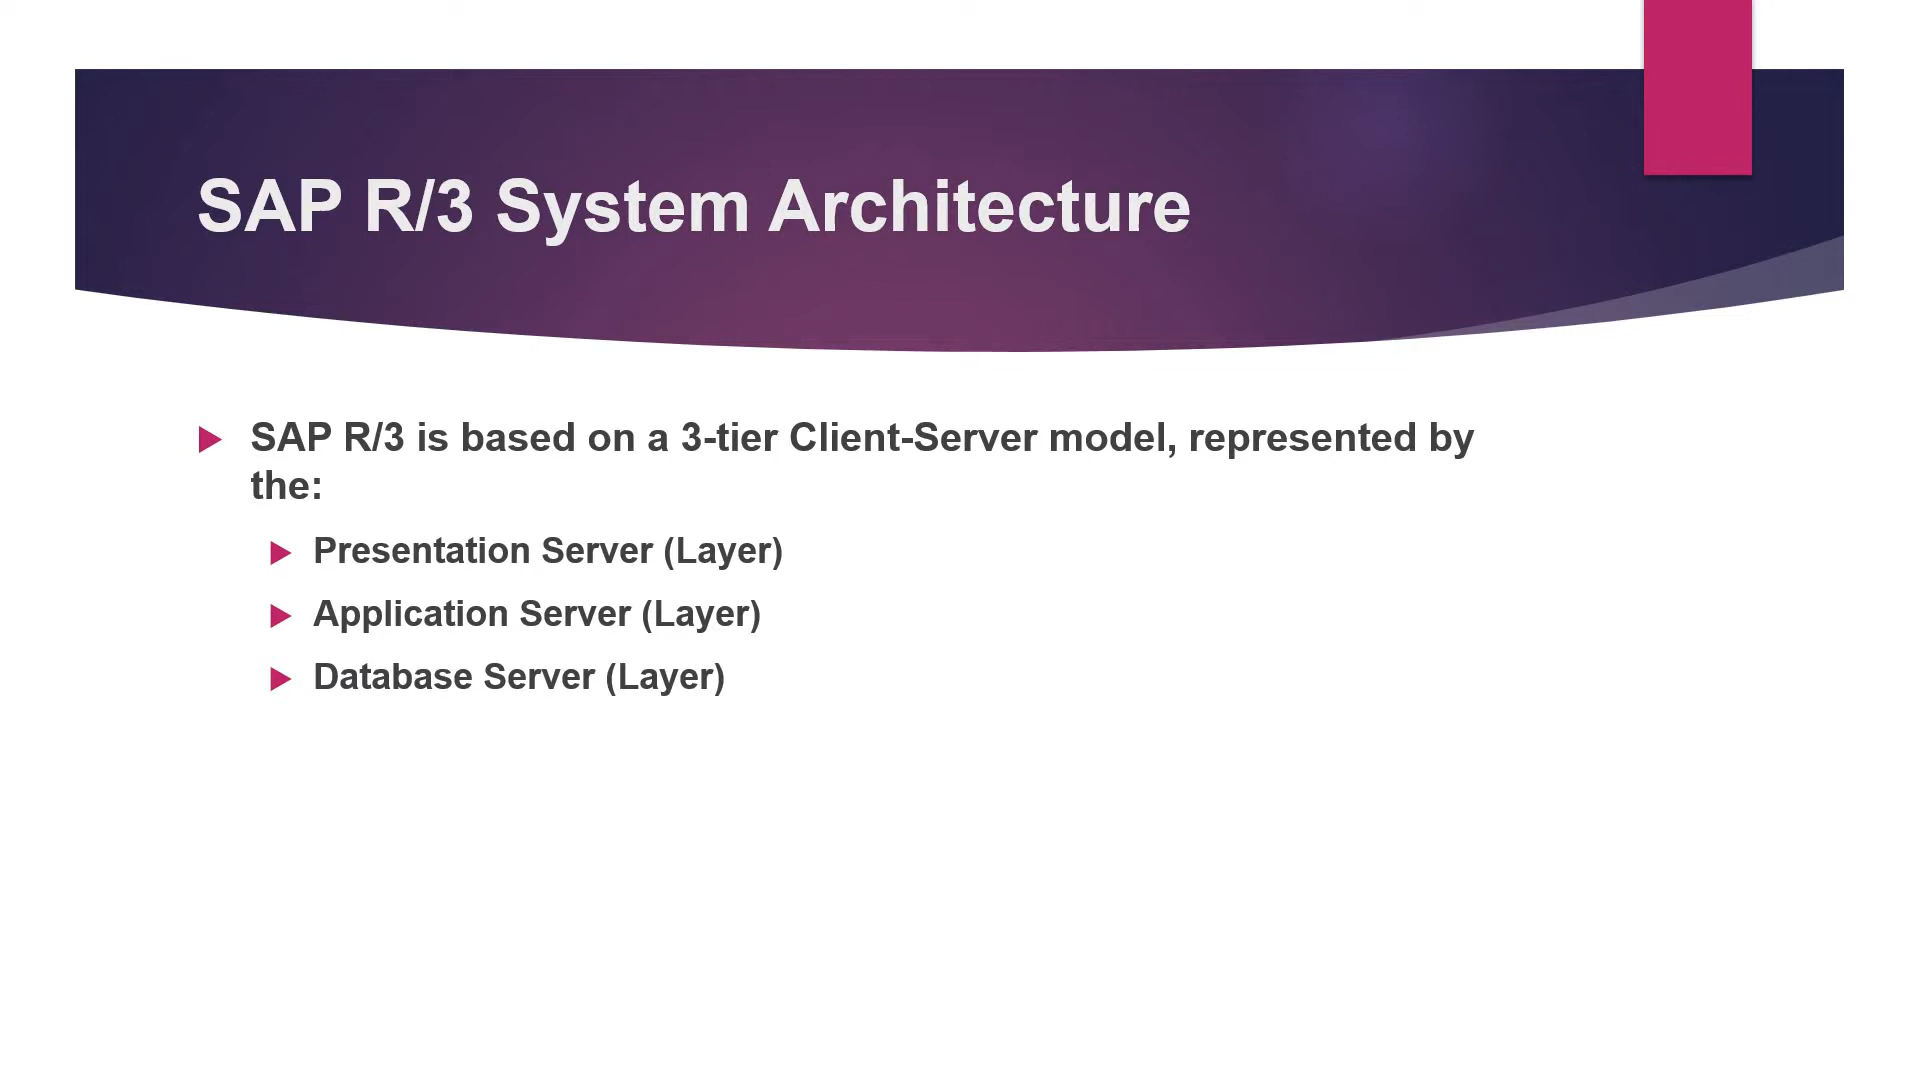 SAP R/3 System Architecture
SAP R/3 is based on a 3-tier Client-Server model, represented by
the:
Presentation Server (Layer)
Application Server (Layer)
Database Server (Layer)